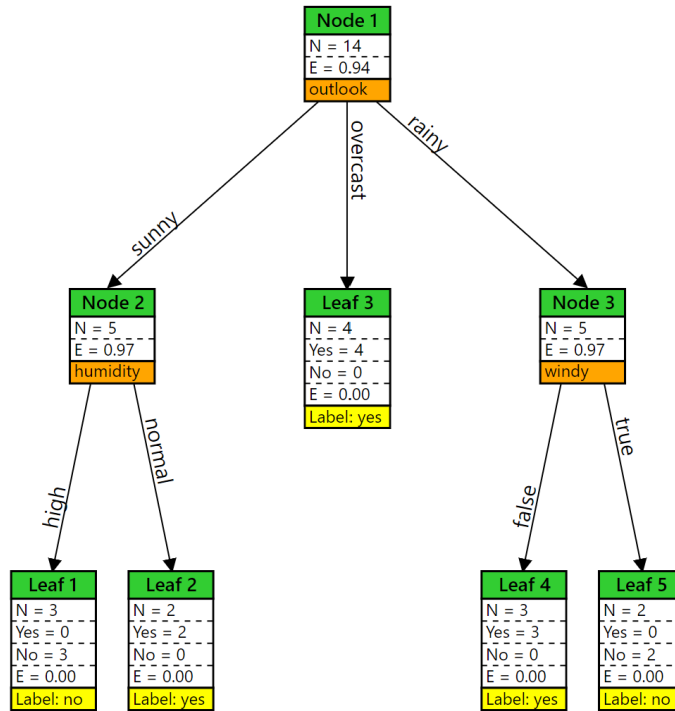 Node 1
N = 14
E = 0.94
outlook
sunny
overcast
rainy
Node 2
N = 5
E = 0.97
humidity
Leaf 3
N = 4
Yes = 4
No = 0
E = 0.00
Label: yes
Node 3
N = 5
E = 0.97
windy
high
normal
false
true
Leaf 1
N = 3
Yes = 0
No = 3
E = 0.00
Label: no
Leaf 2
N = 2
Yes = 2
No = 0
E = 0.00
Label: yes
Leaf 4
N = 3
Yes = 3
No = 0
E = 0.00
Label: yes
Leaf 5
N = 2
Yes = 0
No = 2
E = 0.00
Label: no